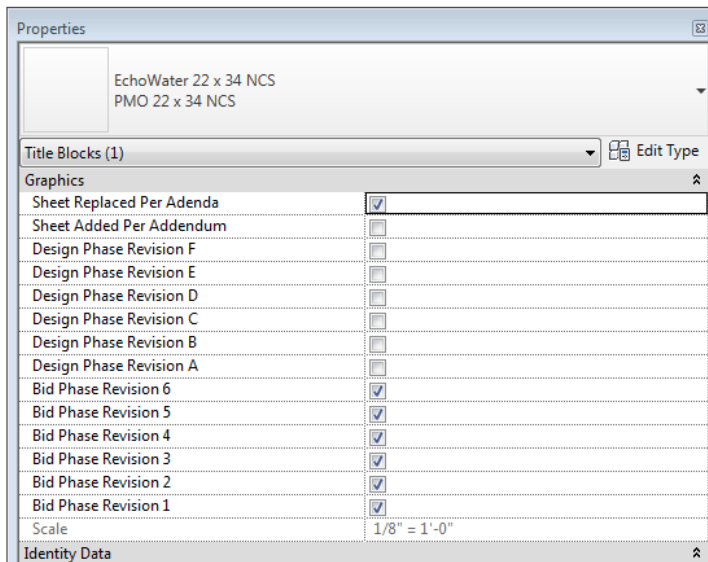 Properties
EchoWater 22 x 34 NCS
PMO 22 x 34 NCS
Title Blocks (1)
Edit Type
Graphics
Sheet Replaced Per Adenda
Sheet Added Per Addendum
Design Phase Revision F
Design Phase Revision E
Design Phase Revision D
Design Phase Revision C
Design Phase Revision B
Design Phase Revision A
Bid Phase Revision 6
Bid Phase Revision 5
Bid Phase Revision 4
Bid Phase Revision 3
Bid Phase Revision 2
Bid Phase Revision 1
Scale 1/8" = 1'-0"
Identity Data